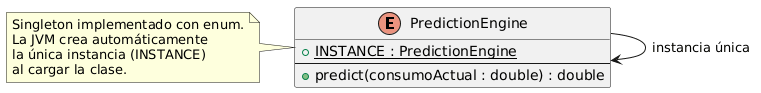 Singleton implementado con enum.
La JVM crea automáticamente
la única instancia (INSTANCE)
al cargar la clase.
E PredictionEngine
INSTANCE : PredictionEngine
predict(consumoActual : double) : double
instancia única